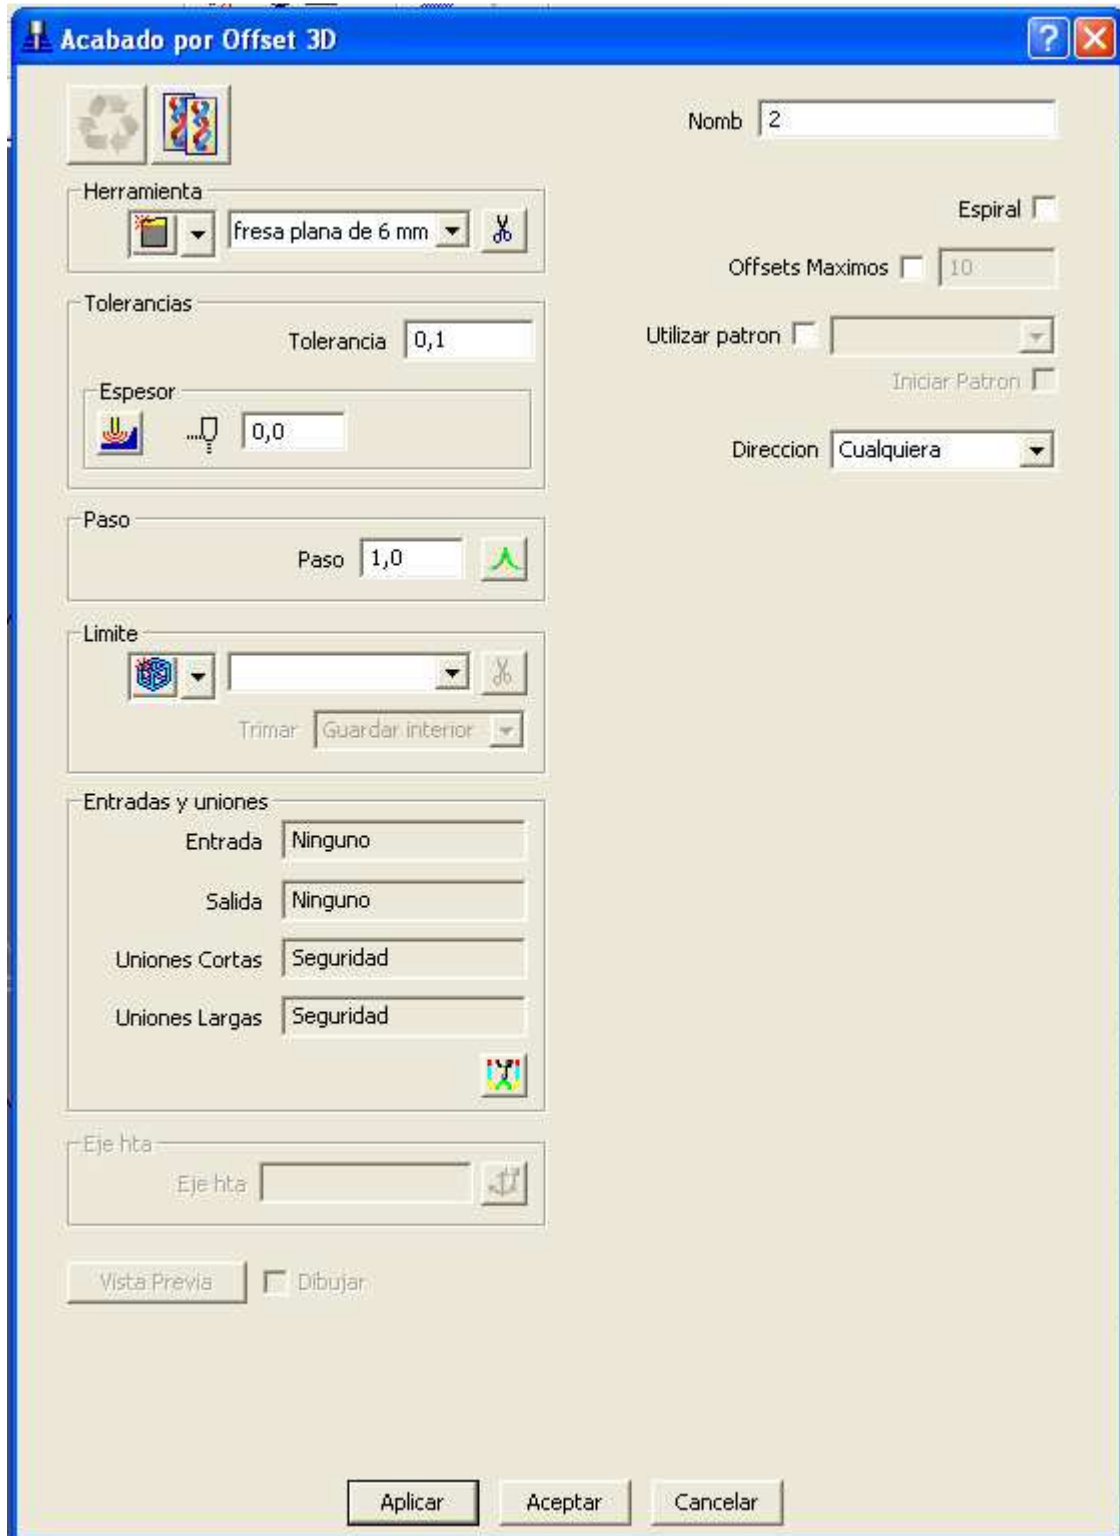 Acabado por Offset 3D
Nomb 2
Herramienta
fresa plana de 6 mm
Espiral
Offsets Maximos 10
Tolerancias
Tolerancia 0,1
Utilizar patron
Iniciar Patron
Espesor
0,0
Direccion Cualquiera
Paso
Paso 1,0
Limite
Trimar Guardar interior
Entradas y uniones
Entrada Ninguno
Salida Ninguno
Uniones Cortas Seguridad
Uniones Largas Seguridad
Eje hta
Eje hta
Vista Previa Dibujar
Aplicar Aceptar Cancelar